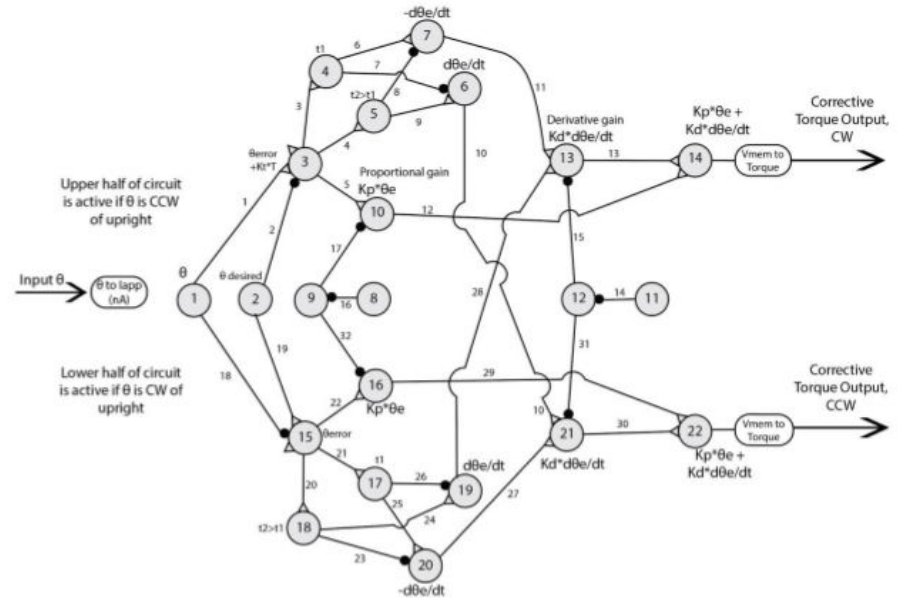 -dθe/dt
7
6
t1
4
7
dθe/dt
6
8
t2>t1
5
9
3
11
4
θerror
+Kt*T
3
10
Derivative gain
Kd*dθe/dt
13
13
Kp*θe +
Kd*dθe/dt
14
Vmem to
Torque
Corrective
Torque Output,
CW
Upper half of circuit
is active if θ is CCW
of upright
1
5
Proportional gain
Kp*θe
10
12
2
17
15
θ
θ desired
Input θ
θ to Iapp
(nA)
1
2
9
16
8
28
12
14
11
32
31
Lower half of circuit
is active if θ is CW of
upright
19
18
16
Kp*θe
29
22
Corrective
Torque Output,
CCW
15
θerror
10
21
Kd*dθe/dt
30
22
Kp*θe +
Kd*dθe/dt
Vmem to
Torque
21
t1
17
26
dθe/dt
19
20
25
24
27
t2>t1
18
23
20
-dθe/dt